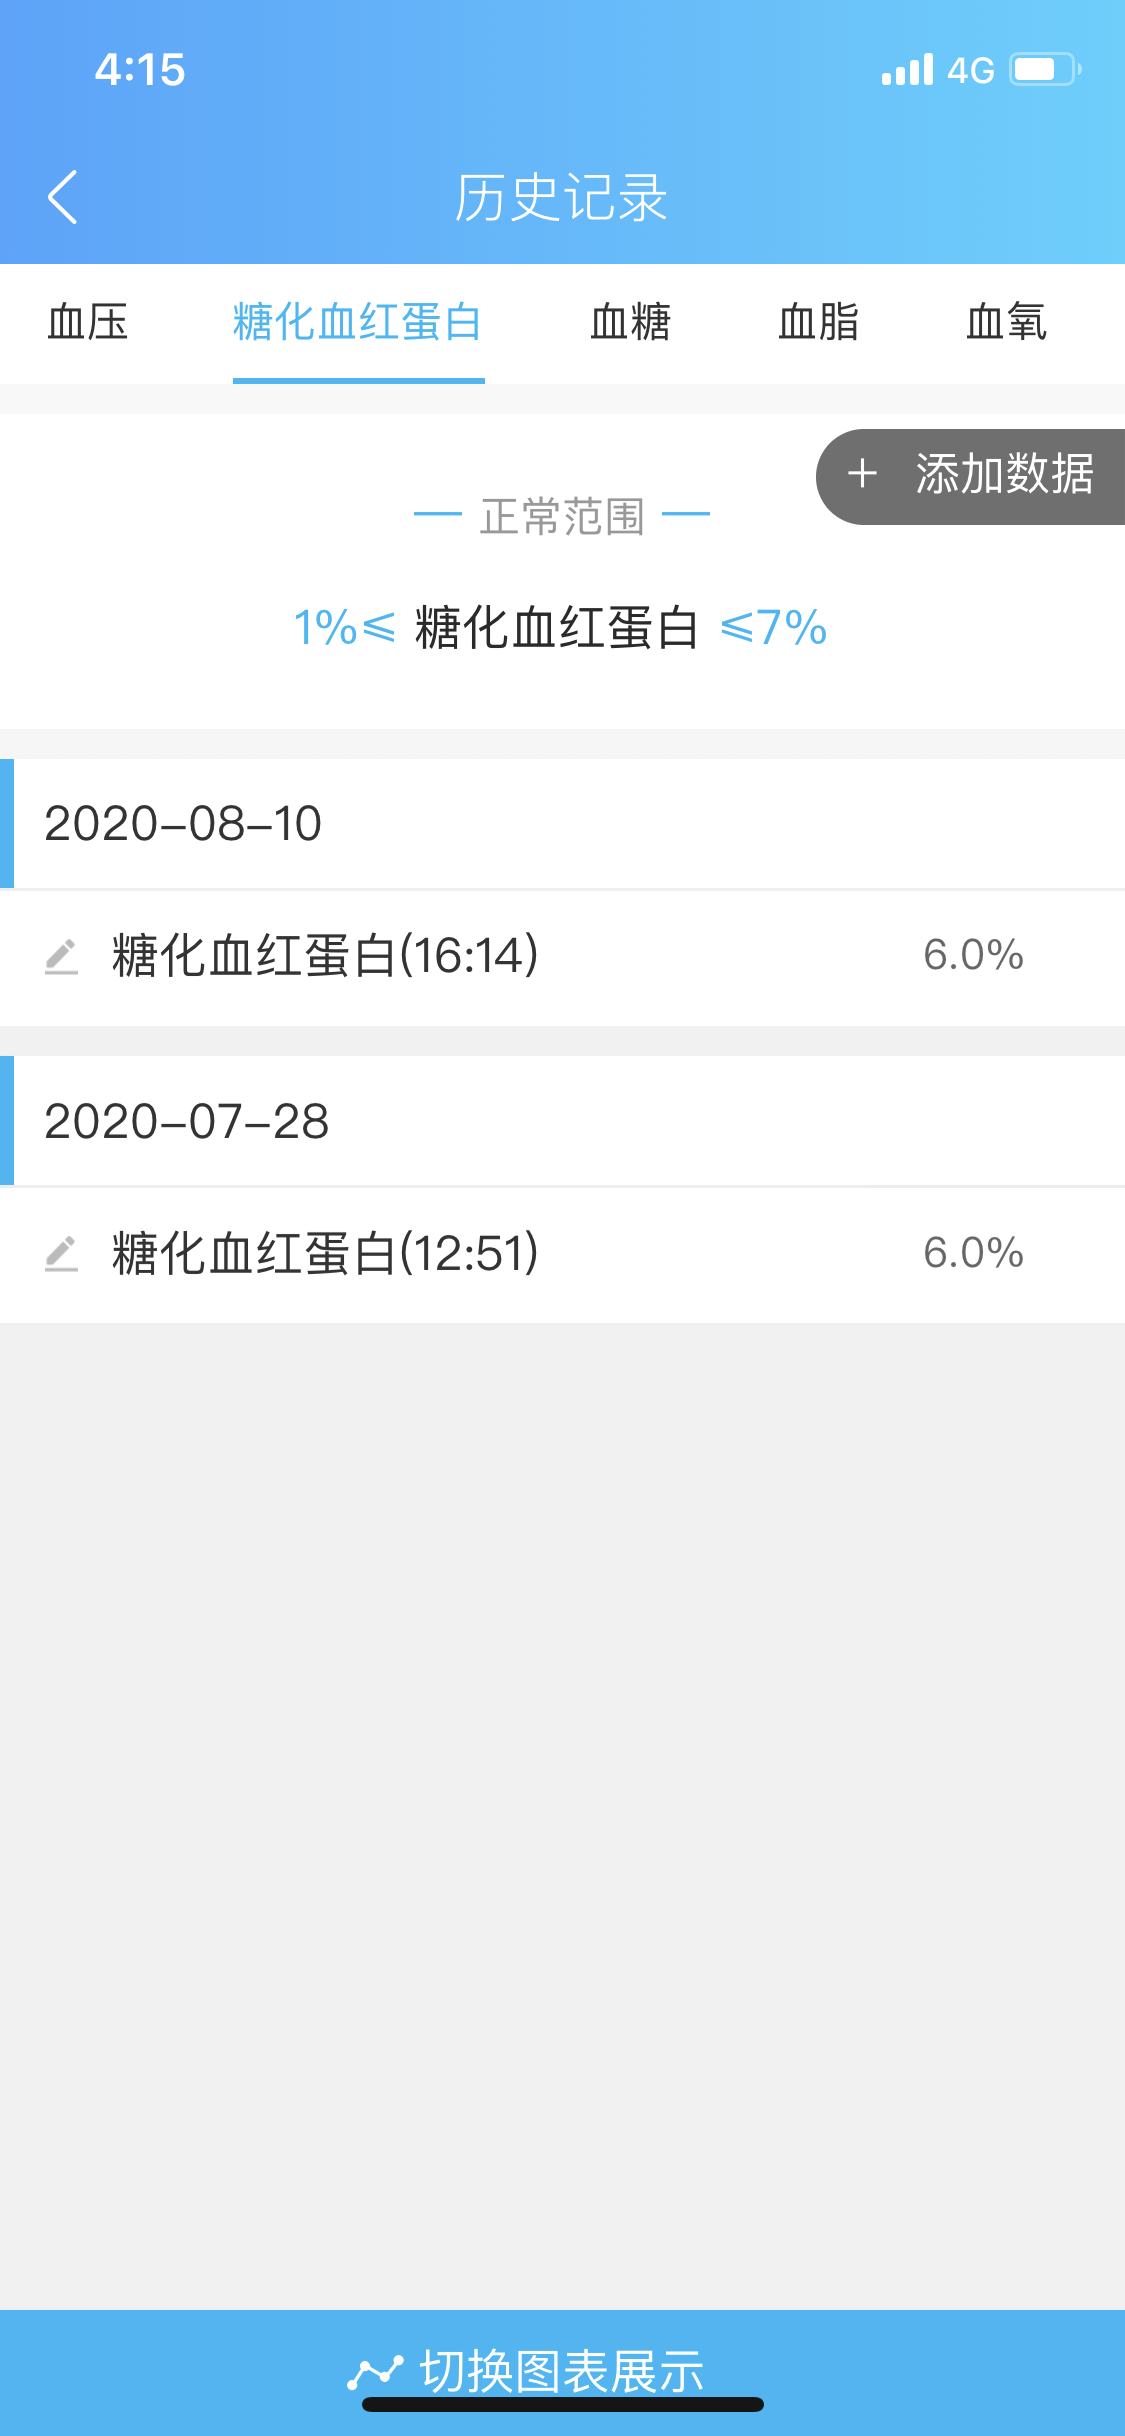 4:15
4G
历史记录
血压 糖化血红蛋白 血糖 血脂 血氧
+ 添加数据
正常范围
1%≤ 糖化血红蛋白 ≤7%
2020-08-10
糖化血红蛋白(16:14) 6.0%
2020-07-28
糖化血红蛋白(12:51) 6.0%
切换图表展示